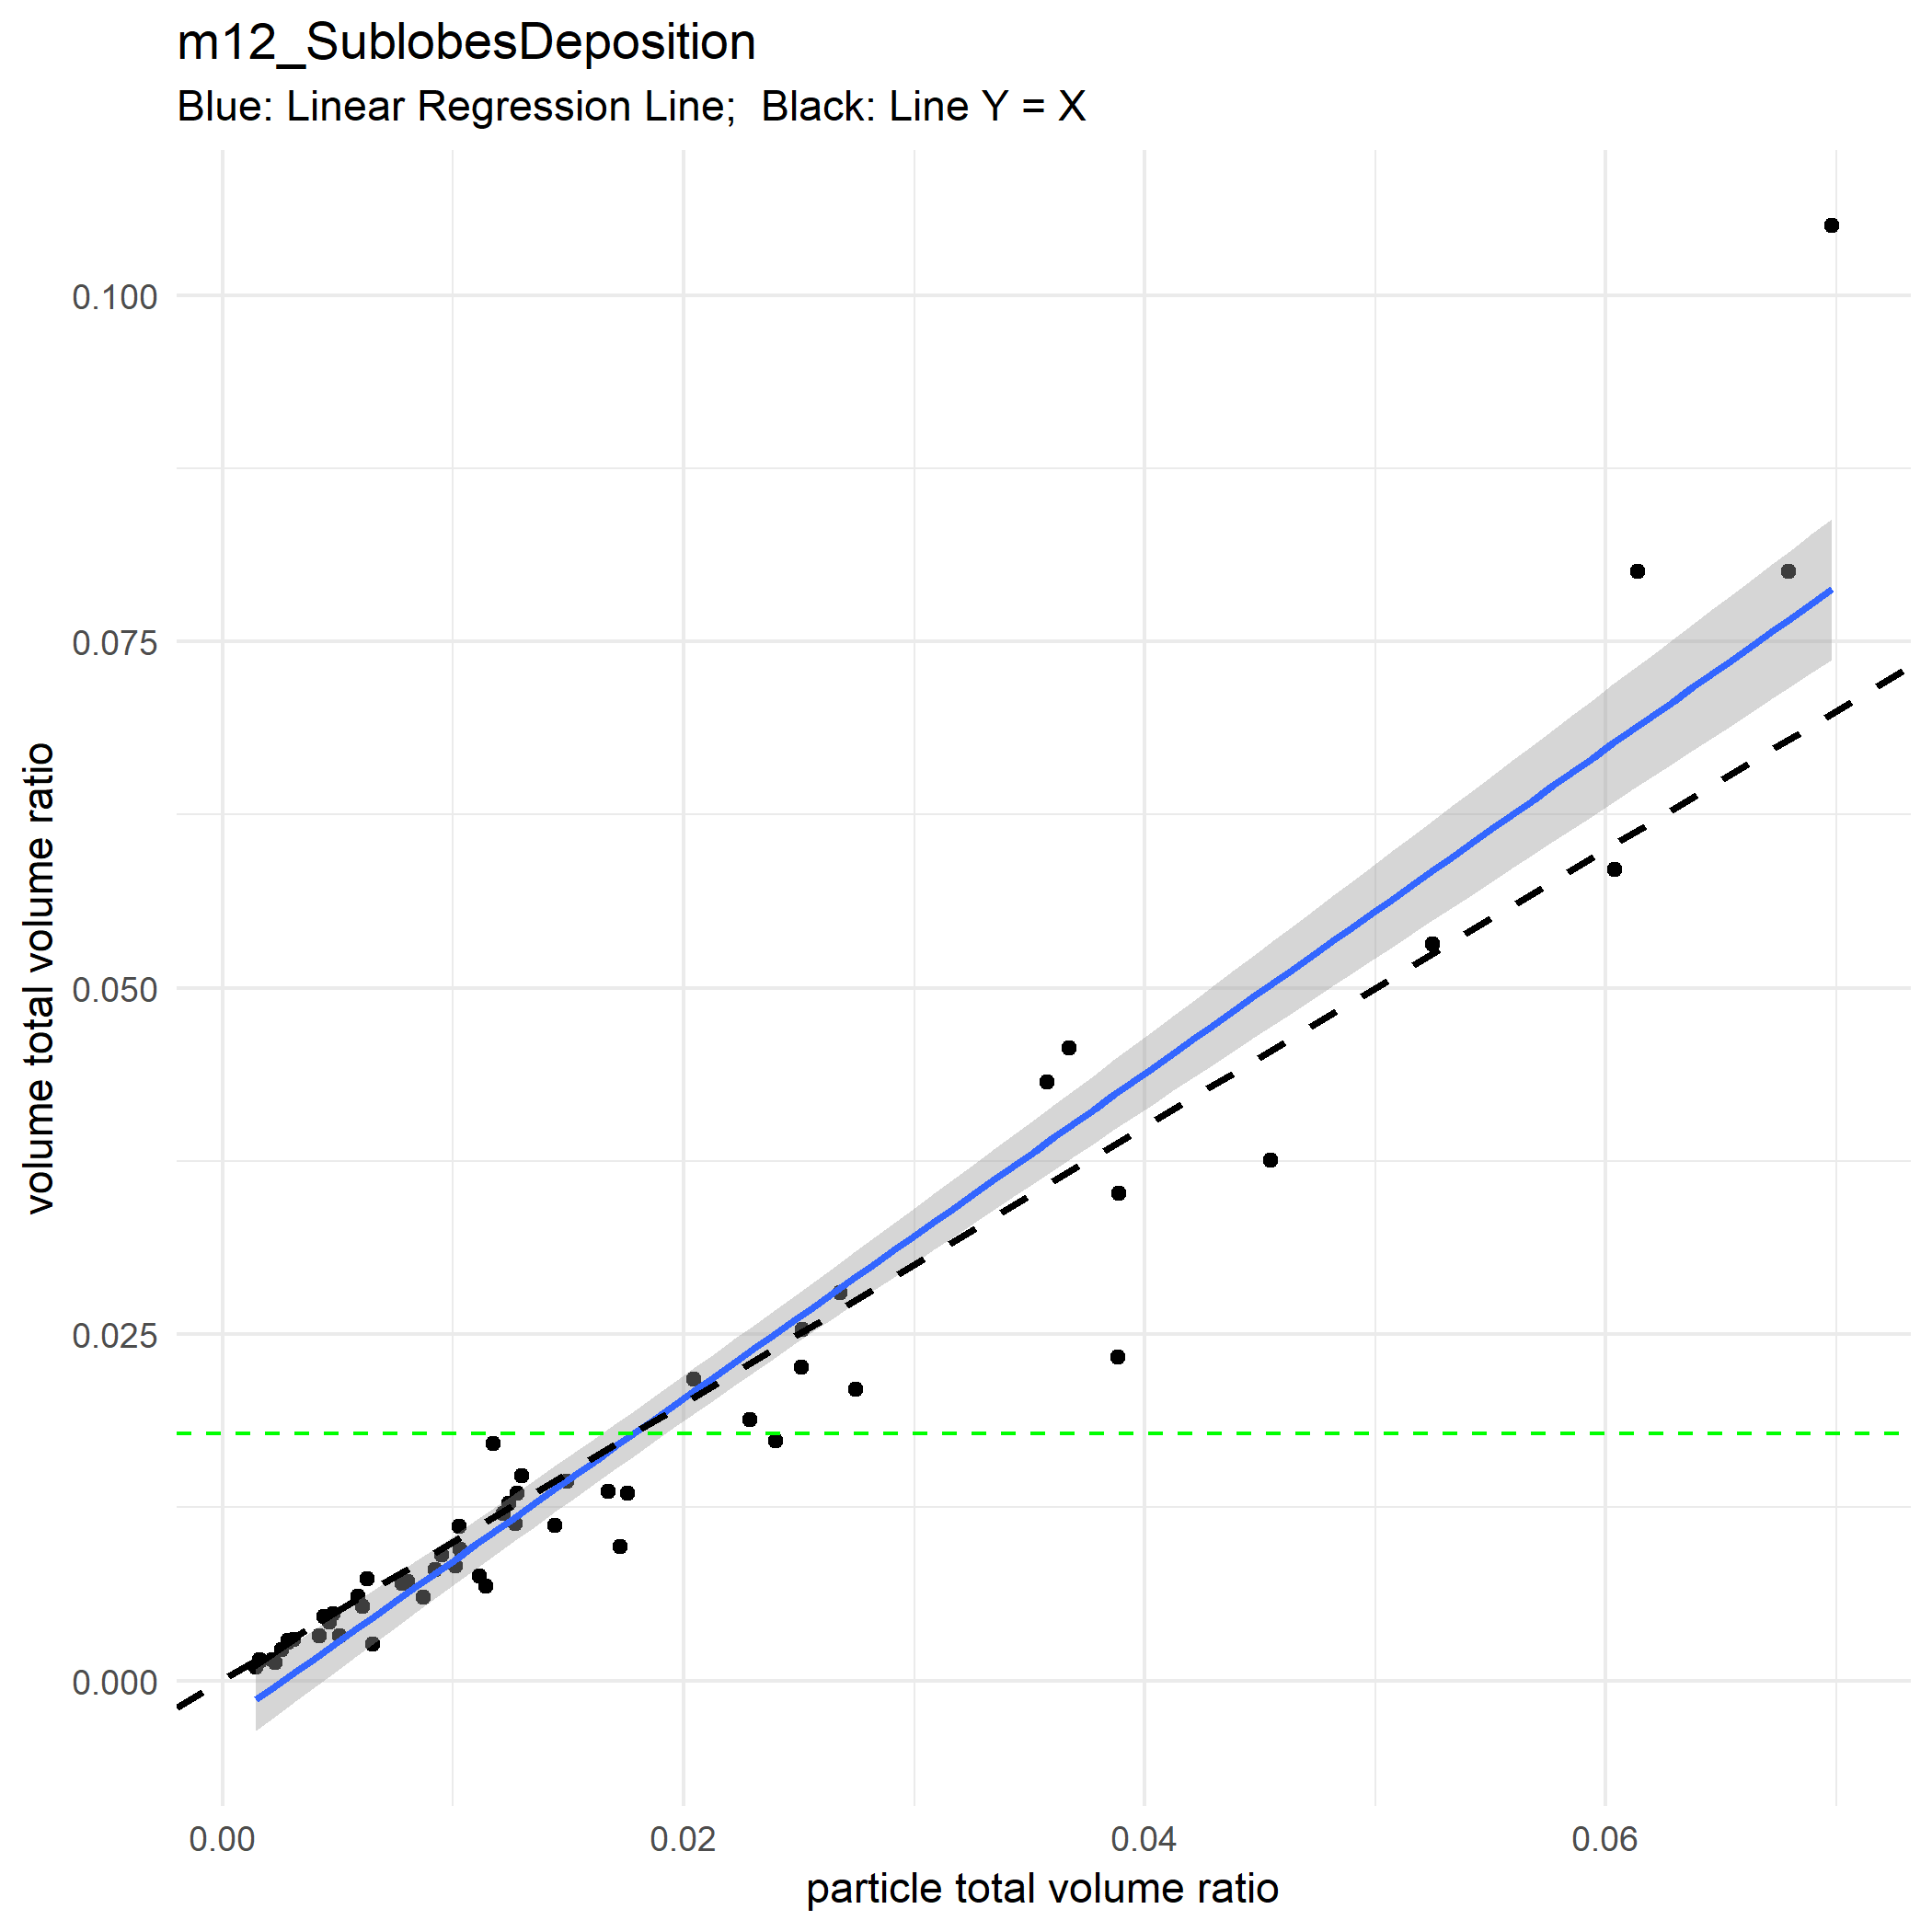 m12_SublobesDeposition
Blue: Linear Regression Line;  Black: Line Y = X
0.100
0.075
0.050
0.025
0.000
volume total volume ratio
0.00 0.02 0.04 0.06
particle total volume ratio